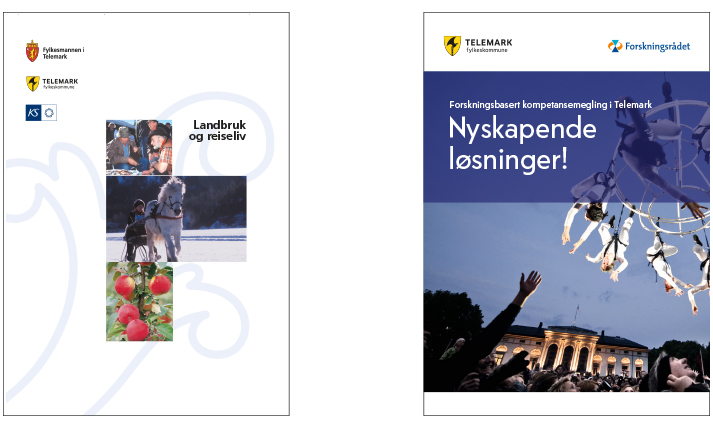 Fylkesmannen i
Telemark
TELEMARK
fylkeskommune
KS
Landbruk
og reiseliv
TELEMARK
fylkeskommune
Forskningsrådet
Forskningsbasert kompetansemegling i Telemark
Nyskapende
løsninger!